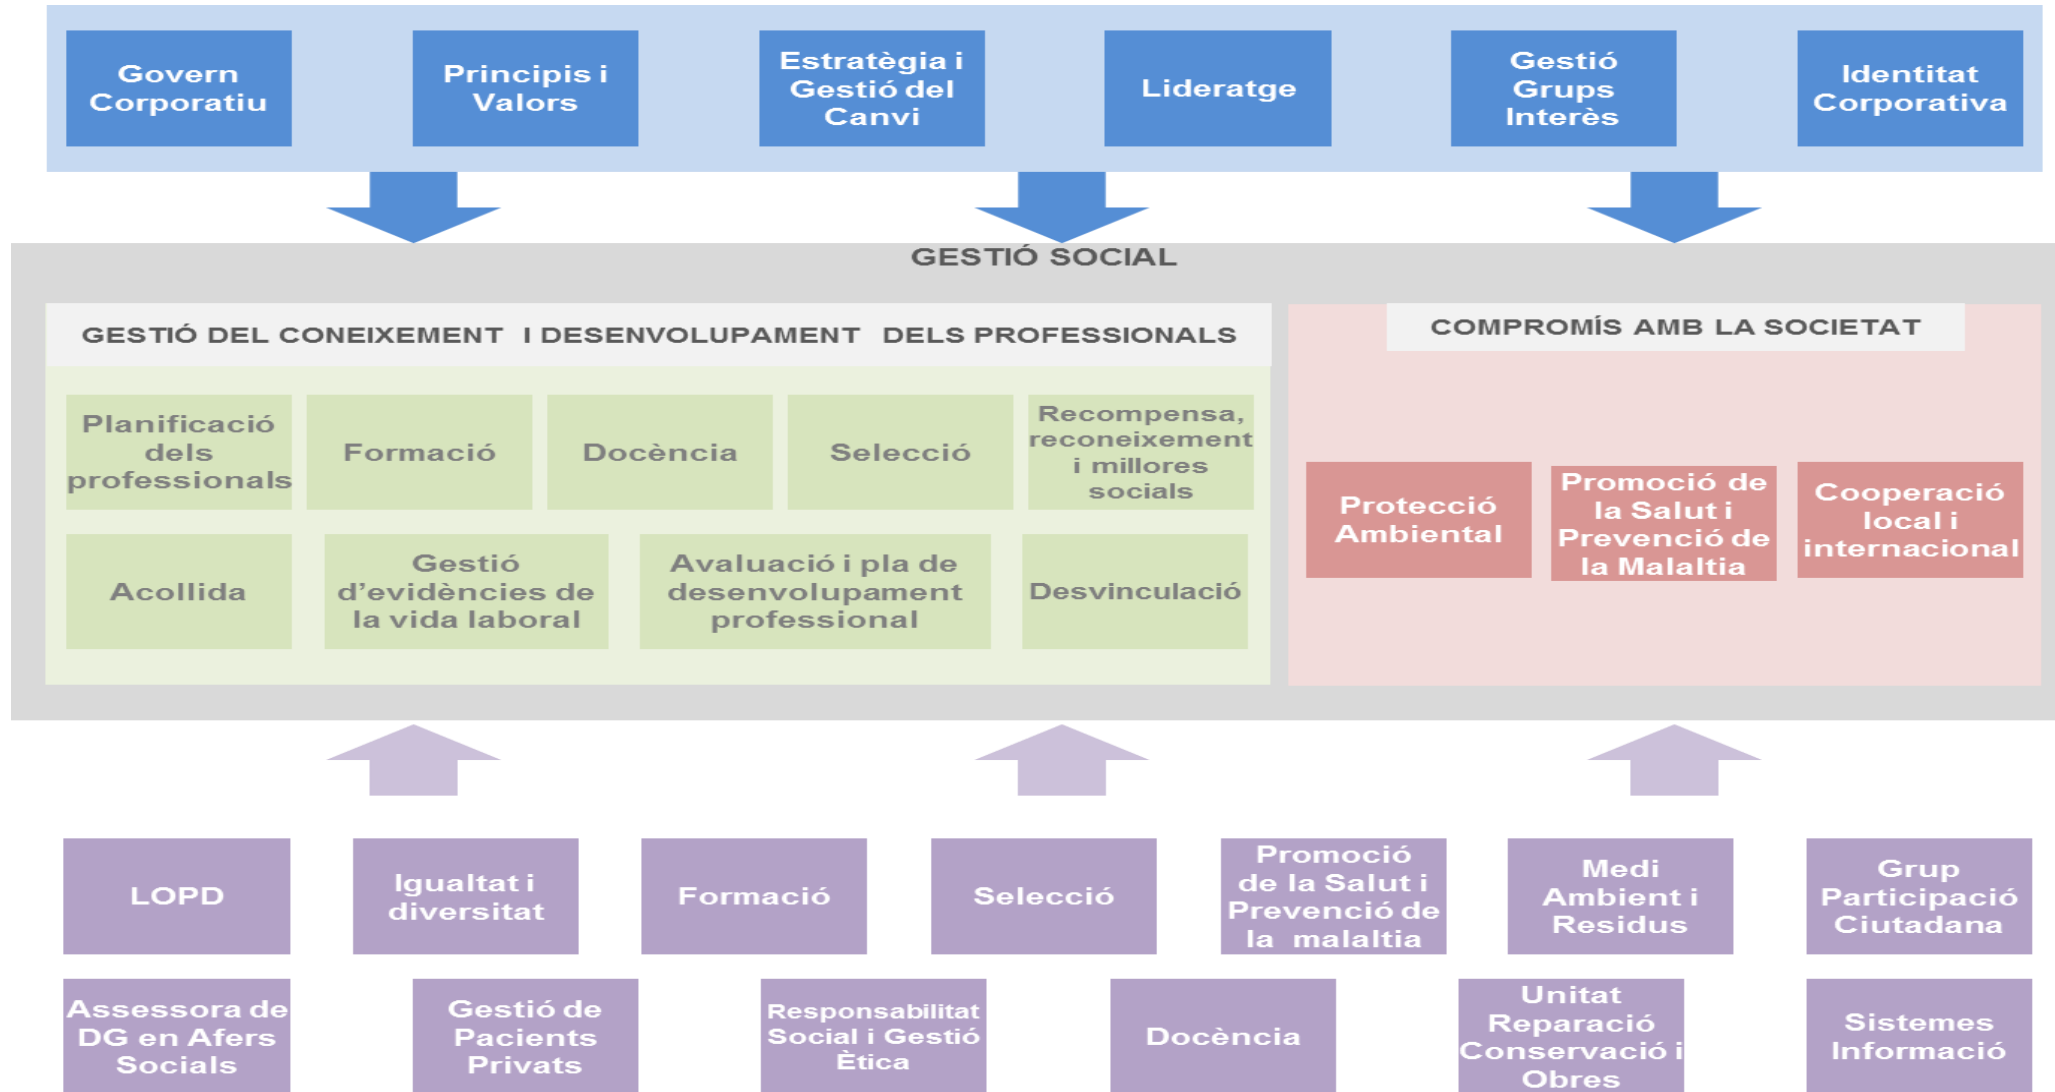 Govern
Corporatiu
Principis i
Valors
Estratègia i
Gestió del
Canvi
Lideratge
Gestió
Grups
Interès
Identitat
Corporativa
GESTIÓ SOCIAL
GESTIÓ DEL CONEIXEMENT I DESENVOLUPAMENT DELS PROFESSIONALS
COMPROMÍS AMB LA SOCIETAT
Planificació
dels
professionals
Formació
Docència
Selecció
Recompensa,
reconeixement
i millores
socials
Acollida
Gestió
d’evidències de
la vida laboral
Avaluació i pla de
desenvolupament
professional
Desvinculació
Protecció
Ambiental
Promoció de
la Salut i
Prevenció de
la Malaltia
Cooperació
local i
internacional
LOPD
Igualtat i
diversitat
Formació
Selecció
Promoció
de la Salut i
Prevenció de
la malaltia
Medi
Ambient i
Residus
Grup
Participació
Ciutadana
Assessora de
DG en Afers
Socials
Gestió de
Pacients
Privats
Responsabilitat
Social i Gestió
Ètica
Docència
Unitat
Reparació
Conservació i
Obres
Sistemes
Informació